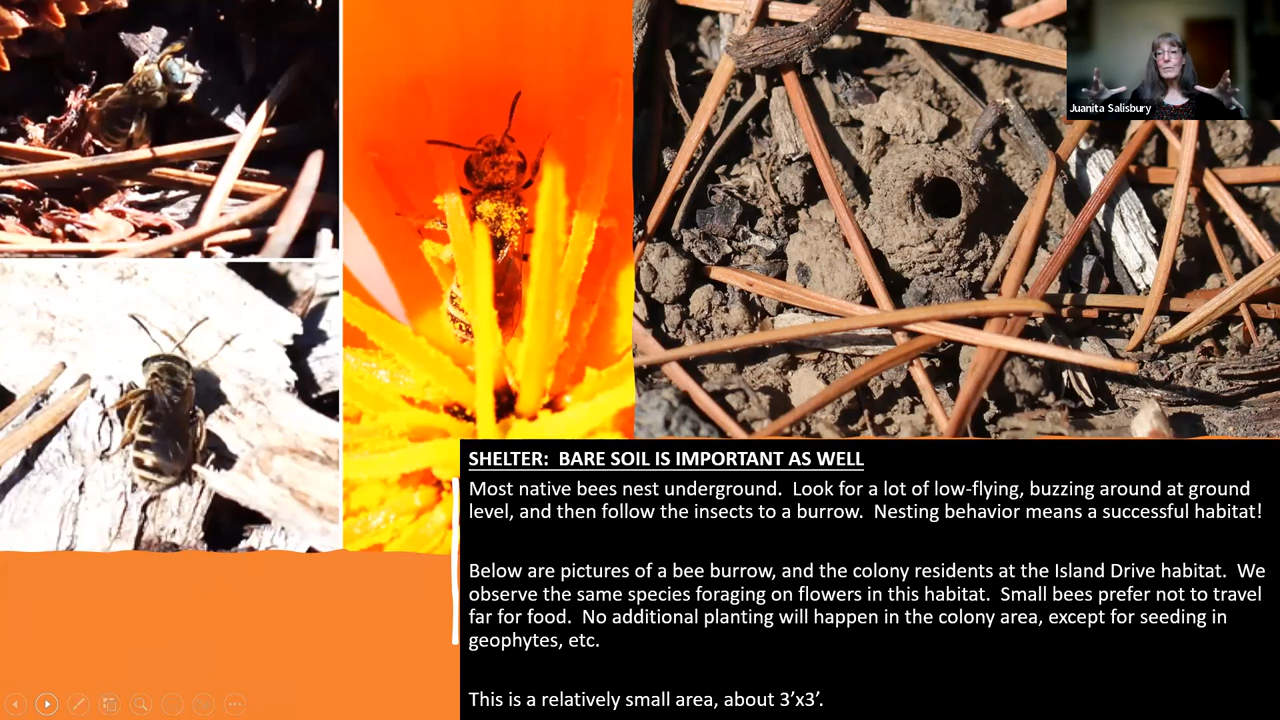 Juanita Salisbury
SHELTER:  BARE SOIL IS IMPORTANT AS WELL
Most native bees nest underground.  Look for a lot of low-flying, buzzing around at ground
level, and then follow the insects to a burrow.  Nesting behavior means a successful habitat!
Below are pictures of a bee burrow, and the colony residents at the Island Drive habitat.  We
observe the same species foraging on flowers in this habitat.  Small bees prefer not to travel
far for food.  No additional planting will happen in the colony area, except for seeding in
geophytes, etc.
This is a relatively small area, about 3’x3’.